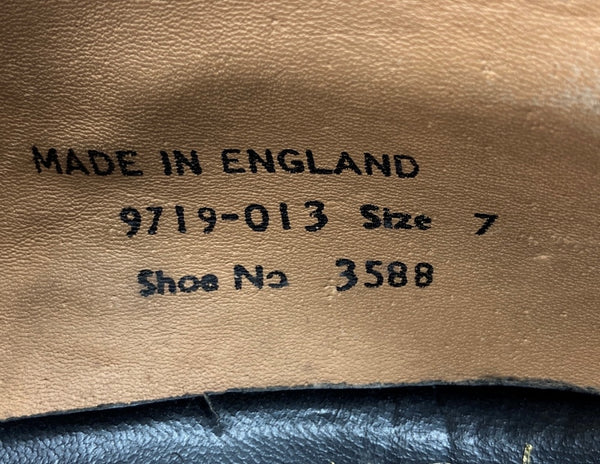 MADE IN ENGLAND
9719-013 Size 7
Shoe No 3588